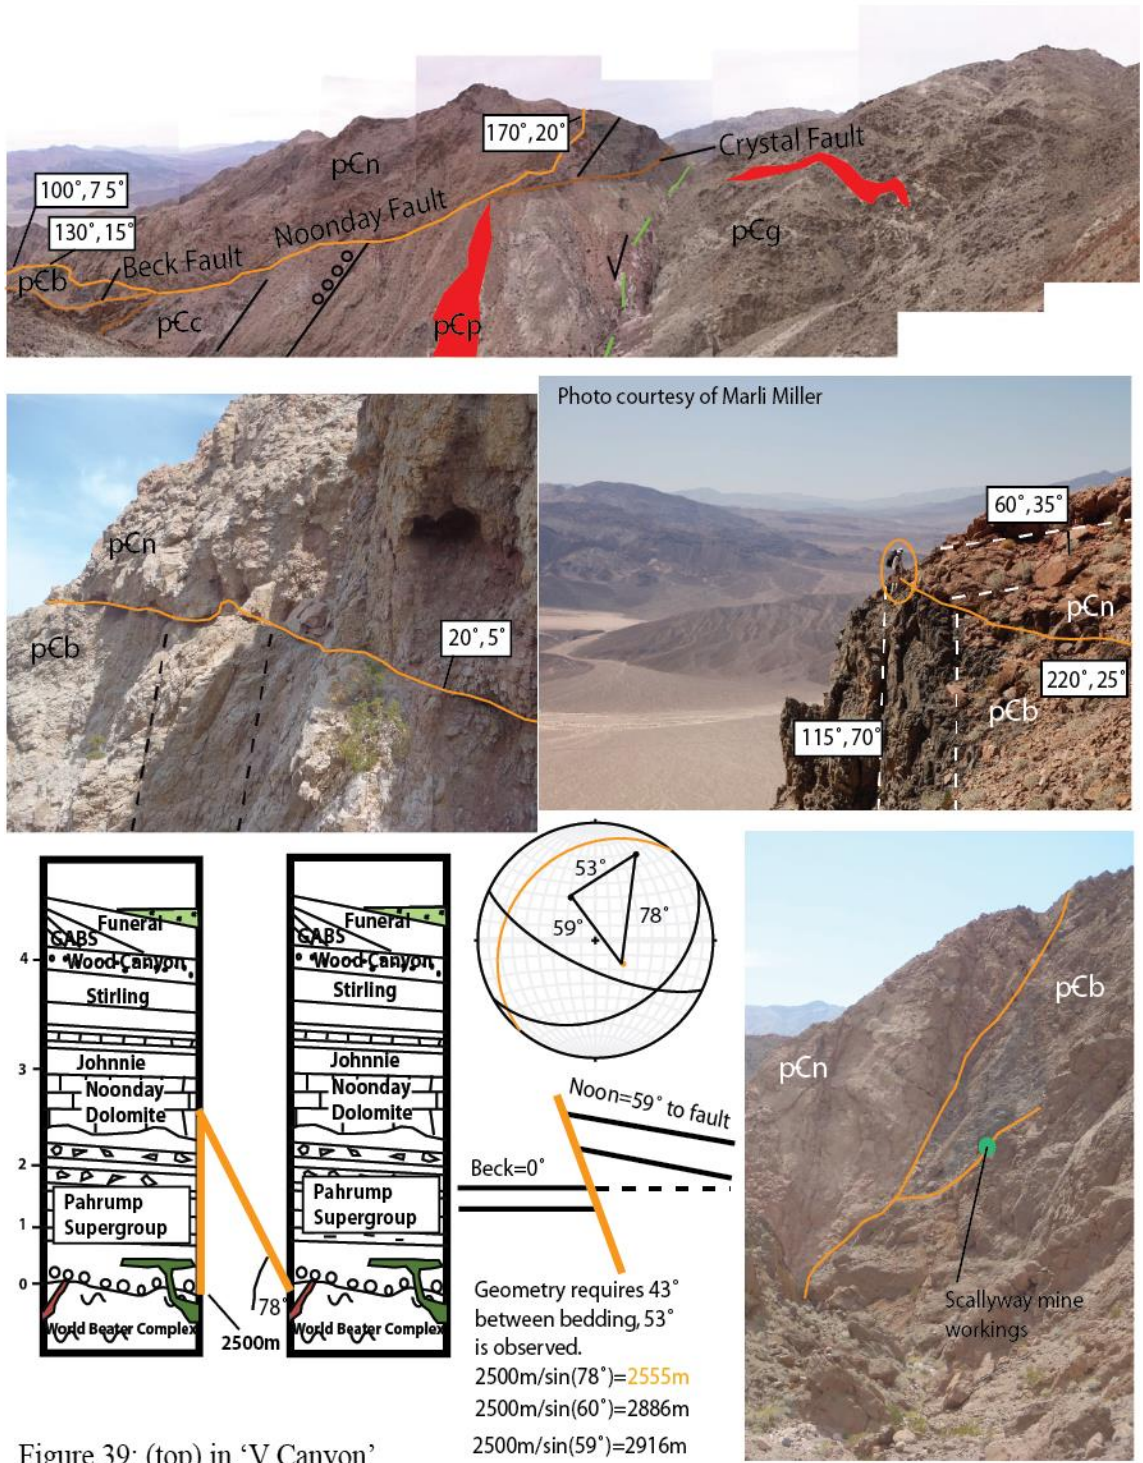 170˚,20˚
Crystal Fault
pЄn
100˚,75˚
Noonday Fault
130˚,15˚
pЄg
Beck Fault
pЄb
pЄc
pЄp
Photo courtesy of Marli Miller
60˚,35˚
pЄn
pЄn
20˚,5˚
pЄb
220˚,25˚
pЄb
115˚,70˚
Funeral
GABS
4
Wood Canyon
Stirling
3
Johnnie
Noonday
Dolomite
2
Pahrump
1
Supergroup
0
World Beater Complex
78˚
2500m
Funeral
GABS
Wood Canyon
Stirling
Johnnie
Noonday
Dolomite
Pahrump
Supergroup
World Beater Complex
53˚
59˚
78˚
Noon=59˚ to fault
Beck=0˚
Geometry requires 43˚
between bedding, 53˚
is observed.
2500m/sin(78˚)=2555m
2500m/sin(60˚)=2886m
2500m/sin(59˚)=2916m
pЄb
pЄn
Scallyway mine
workings
Figure 39: (top) in ‘V Canyon’